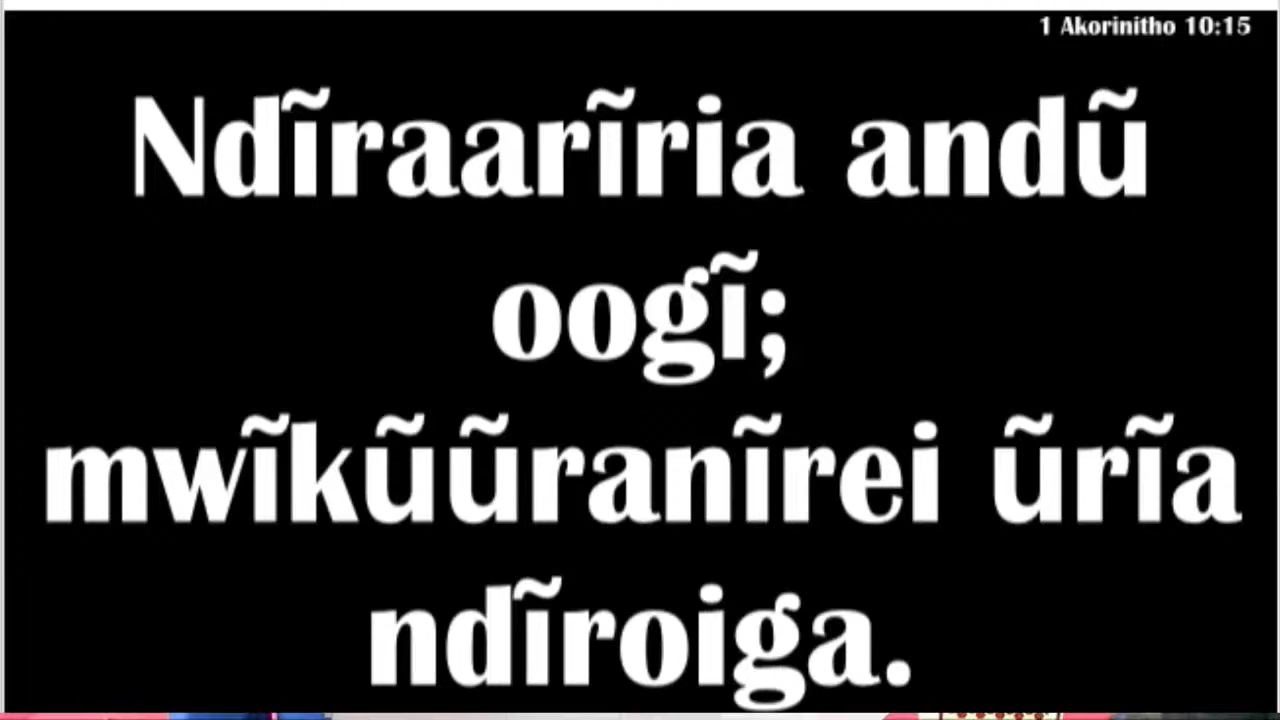 1 Akorinitho 10:15
Ndĩraarĩria andũ
oogĩ;
mwĩkũũranĩrei ũrĩa
ndĩroiga.